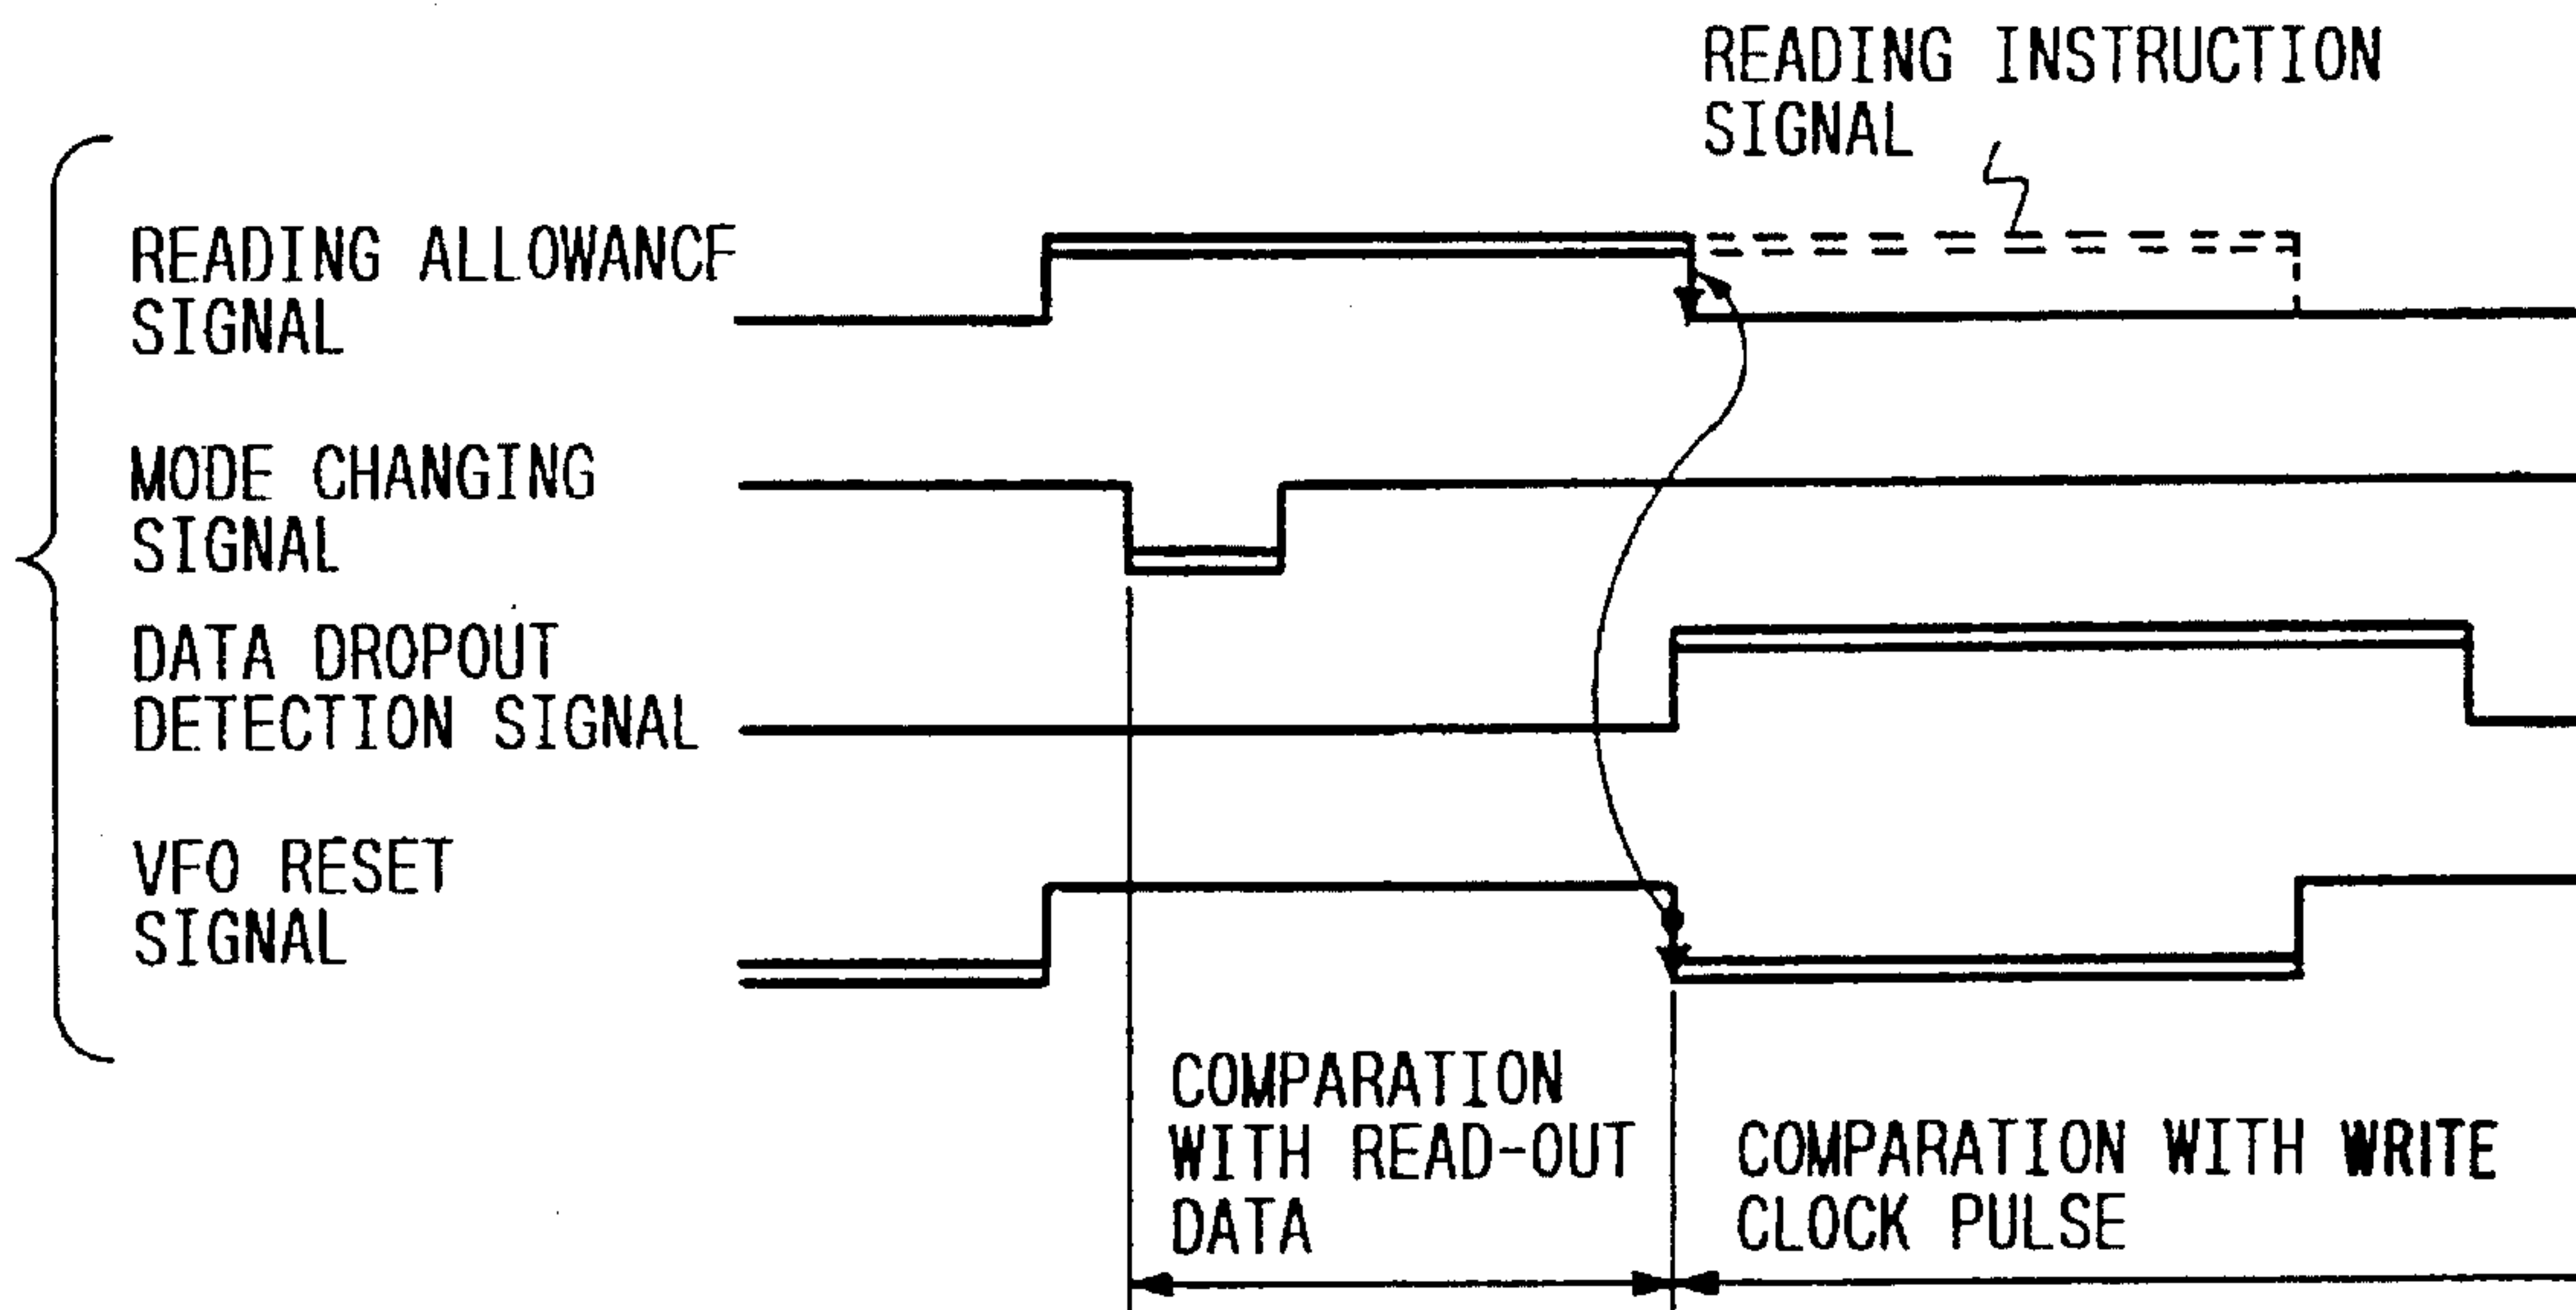 READING INSTRUCTION
SIGNAL
READING ALLOWANCE
SIGNAL
MODE CHANGING
SIGNAL
DATA DROPOUT
DETECTION SIGNAL
VFO RESET
SIGNAL
COMPARATION
WITH READ-OUT
DATA
COMPARATION WITH WRITE
CLOCK PULSE